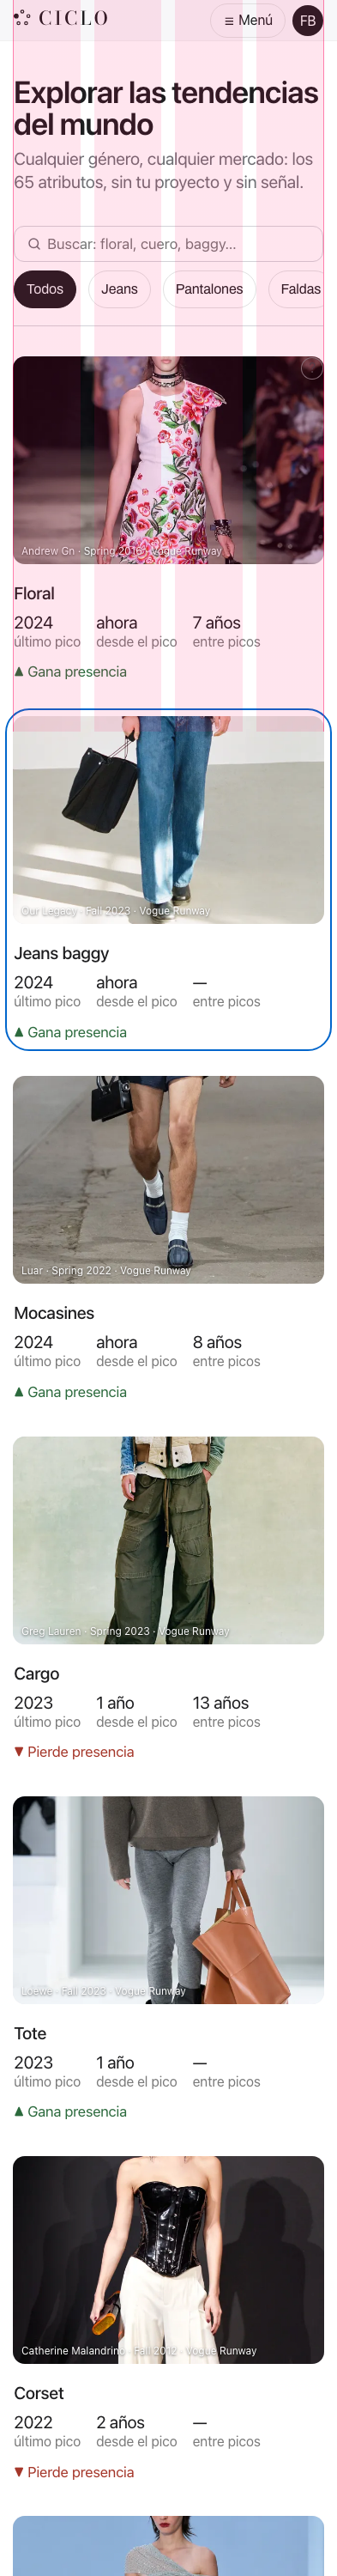 CICLO
≡ Menú
FB
Explorar las tendencias
del mundo
Cualquier género, cualquier mercado: los
65 atributos, sin tu proyecto y sin señal.
Buscar: floral, cuero, baggy...
Todos
Jeans
Pantalones
Faldas
Andrew Gn · Spring 2016 · Vogue Runway
Floral
2024 ahora 7 años
último pico desde el pico entre picos
▲ Gana presencia
Our Legacy · Fall 2023 · Vogue Runway
Jeans baggy
2024 ahora —
último pico desde el pico entre picos
▲ Gana presencia
Luar · Spring 2022 · Vogue Runway
Mocasines
2024 ahora 8 años
último pico desde el pico entre picos
▲ Gana presencia
Greg Lauren · Spring 2023 · Vogue Runway
Cargo
2023 1 año 13 años
último pico desde el pico entre picos
▼ Pierde presencia
Loewe · Fall 2023 · Vogue Runway
Tote
2023 1 año —
último pico desde el pico entre picos
▲ Gana presencia
Catherine Malandrino · Fall 2012 · Vogue Runway
Corset
2022 2 años —
último pico desde el pico entre picos
▼ Pierde presencia